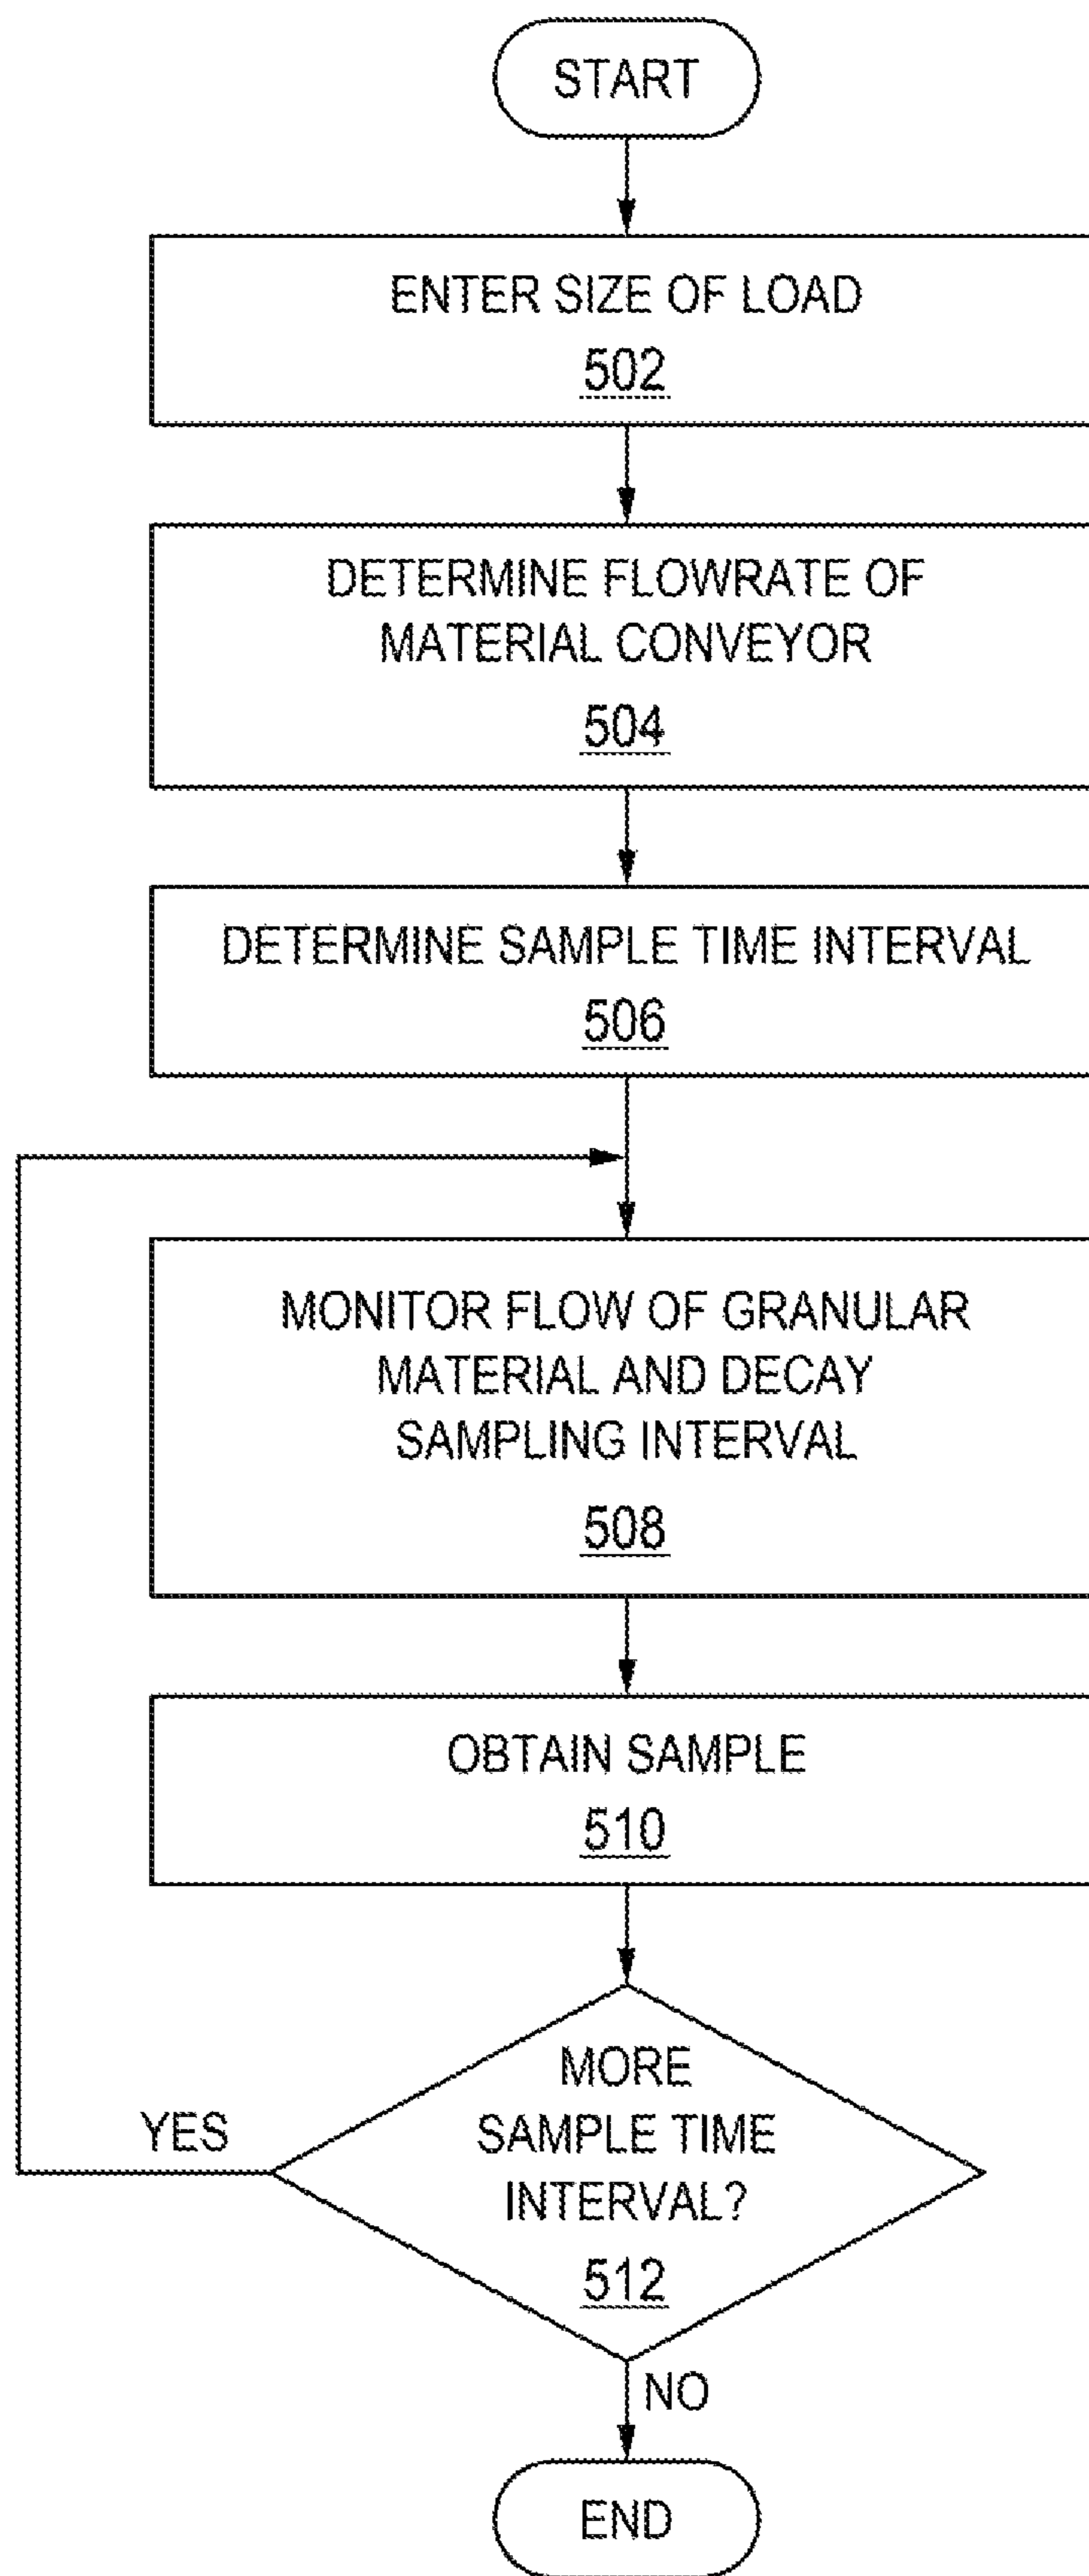 START
ENTER SIZE OF LOAD
502
DETERMINE FLOWRATE OF
MATERIAL CONVEYOR
504
DETERMINE SAMPLE TIME INTERVAL
506
MONITOR FLOW OF GRANULAR
MATERIAL AND DECAY
SAMPLING INTERVAL
508
OBTAIN SAMPLE
510
MORE
SAMPLE TIME
INTERVAL?
512
YES
NO
END